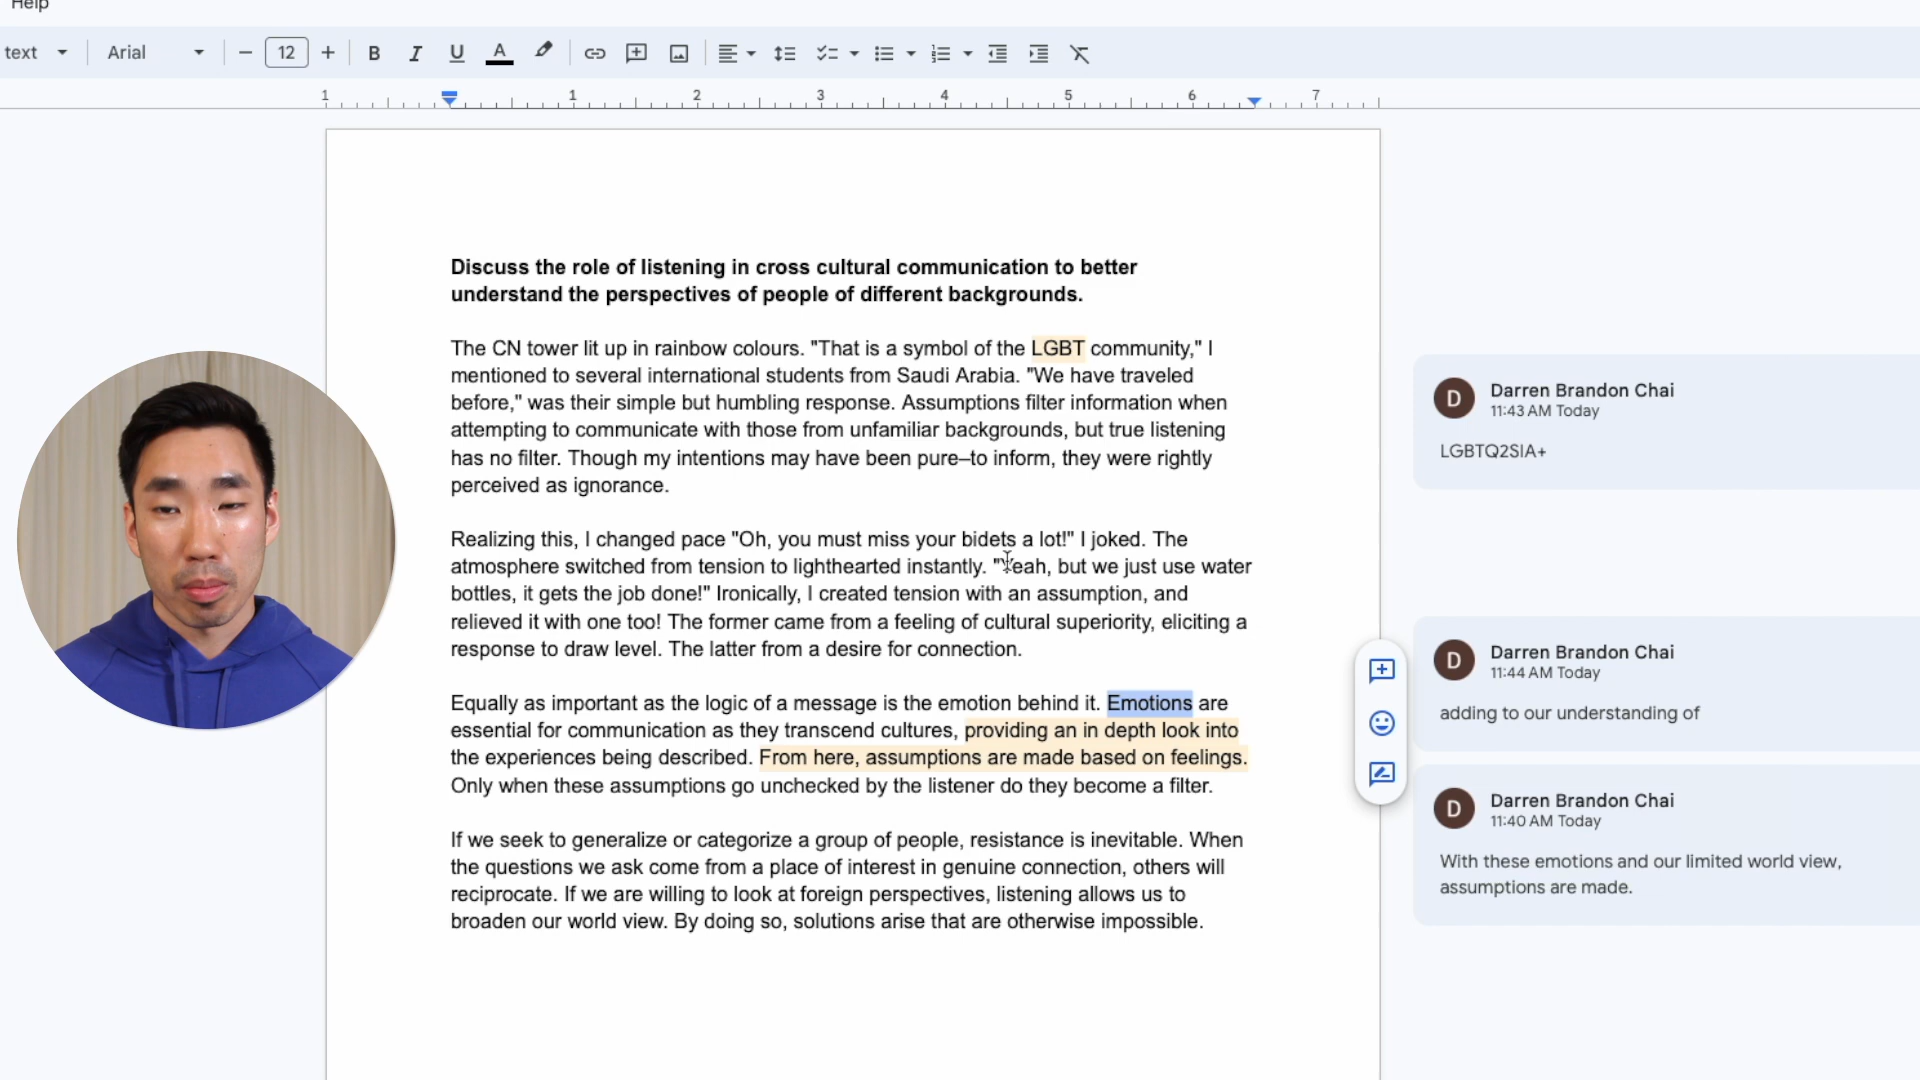 Help
text
Arial
12
B
I
U
A
1
1
2
3
4
5
6
7
Discuss the role of listening in cross cultural communication to better
understand the perspectives of people of different backgrounds.
The CN tower lit up in rainbow colours. "That is a symbol of the LGBT community," I
mentioned to several international students from Saudi Arabia. "We have traveled
before," was their simple but humbling response. Assumptions filter information when
attempting to communicate with those from unfamiliar backgrounds, but true listening
has no filter. Though my intentions may have been pure–to inform, they were rightly
perceived as ignorance.
Realizing this, I changed pace "Oh, you must miss your bidets a lot!" I joked. The
atmosphere switched from tension to lighthearted instantly. "Yeah, but we just use water
bottles, it gets the job done!" Ironically, I created tension with an assumption, and
relieved it with one too! The former came from a feeling of cultural superiority, eliciting a
response to draw level. The latter from a desire for connection.
Equally as important as the logic of a message is the emotion behind it. Emotions are
essential for communication as they transcend cultures, providing an in depth look into
the experiences being described. From here, assumptions are made based on feelings.
Only when these assumptions go unchecked by the listener do they become a filter.
If we seek to generalize or categorize a group of people, resistance is inevitable. When
the questions we ask come from a place of interest in genuine connection, others will
reciprocate. If we are willing to look at foreign perspectives, listening allows us to
broaden our world view. By doing so, solutions arise that are otherwise impossible.
D
Darren Brandon Chai
11:43 AM Today
LGBTQ2SIA+
D
Darren Brandon Chai
11:44 AM Today
adding to our understanding of
D
Darren Brandon Chai
11:40 AM Today
With these emotions and our limited world view,
assumptions are made.